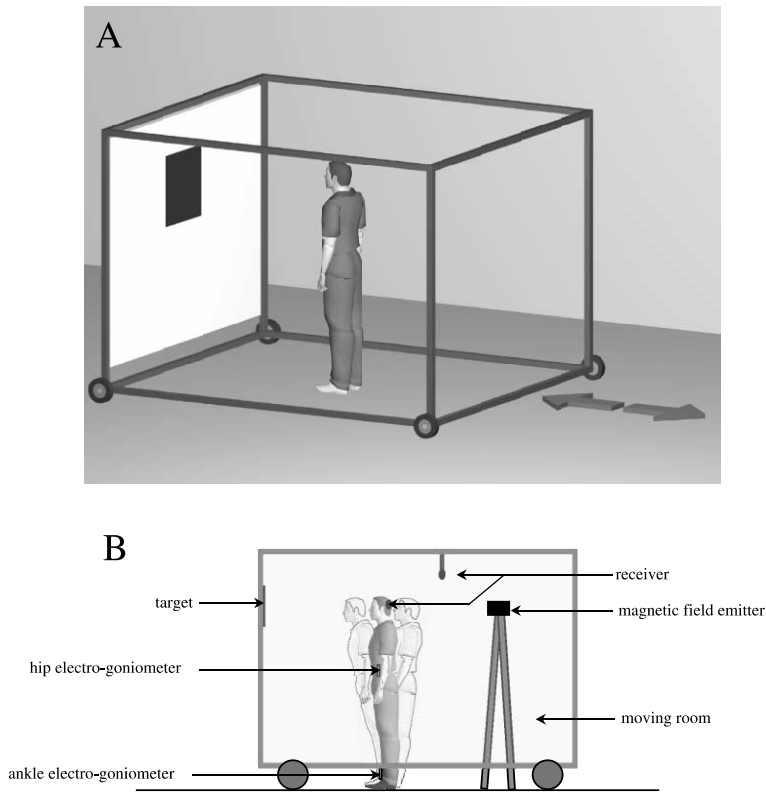 A
B
receiver
target
magnetic field emitter
hip electro-goniometer
moving room
ankle electro-goniometer